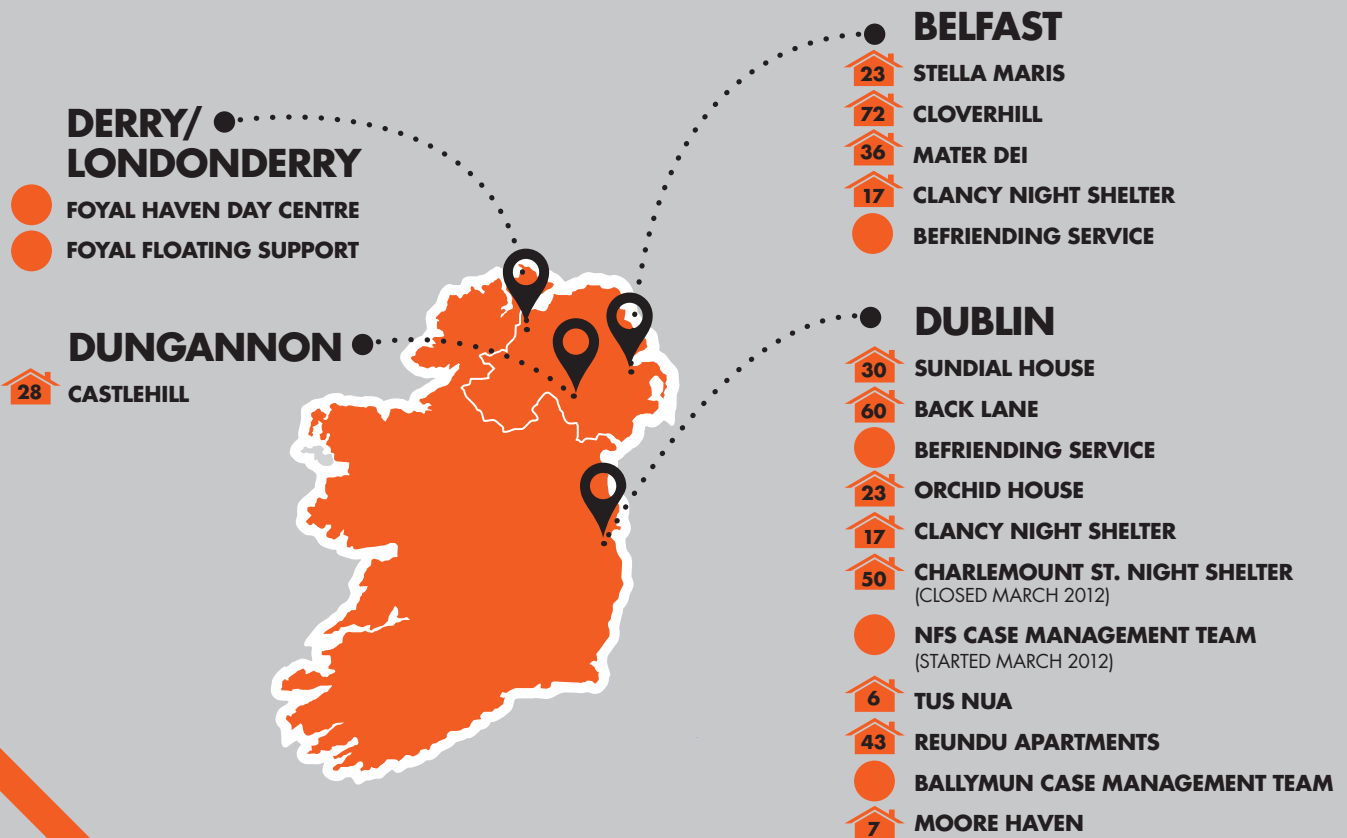 DERRY/
LONDONDERRY
FOYAL HAVEN DAY CENTRE
FOYAL FLOATING SUPPORT
DUNGANNON
28 CASTLEHILL
BELFAST
23 STELLA MARIS
72 CLOVERHILL
36 MATER DEI
17 CLANCY NIGHT SHELTER
BEFRIENDING SERVICE
DUBLIN
30 SUNDIAL HOUSE
60 BACK LANE
BEFRIENDING SERVICE
23 ORCHID HOUSE
17 CLANCY NIGHT SHELTER
50 CHARLEMOUNT ST. NIGHT SHELTER
(CLOSED MARCH 2012)
NFS CASE MANAGEMENT TEAM
(STARTED MARCH 2012)
6 TUS NUA
43 REUNDU APARTMENTS
BALLYMUN CASE MANAGEMENT TEAM
7 MOORE HAVEN